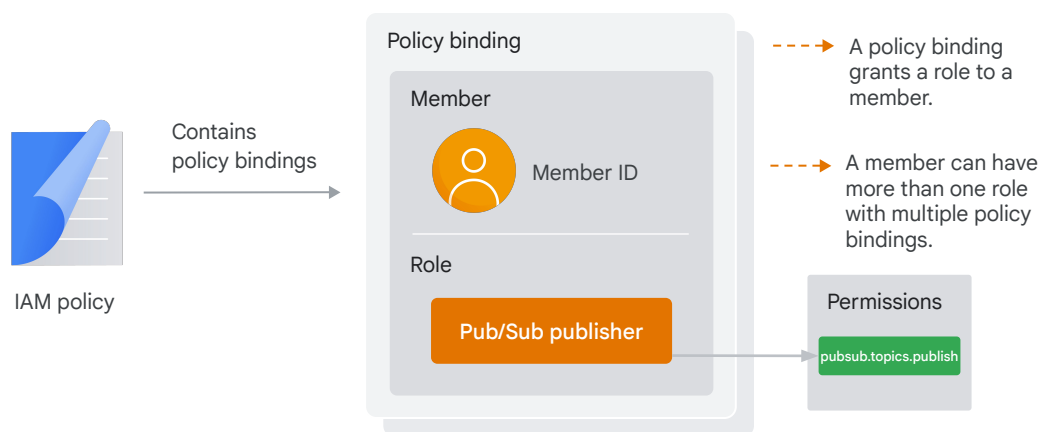 IAM policy
Contains
policy bindings
Policy binding
Member
Member ID
Role
Pub/Sub publisher
A policy binding
grants a role to a
member.
A member can have
more than one role
with multiple policy
bindings.
Permissions
pubsub.topics.publish